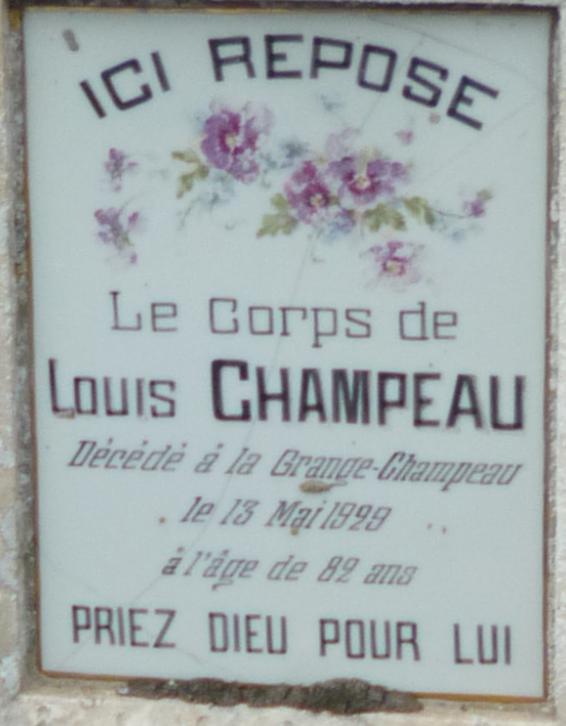 ICI REPOSE
Le Corps de
Louis CHAMPEAU
Décédé à la Grange-Champeau
le 13 Mai 1929
à l'âge de 82 ans
PRIEZ DIEU POUR LUI